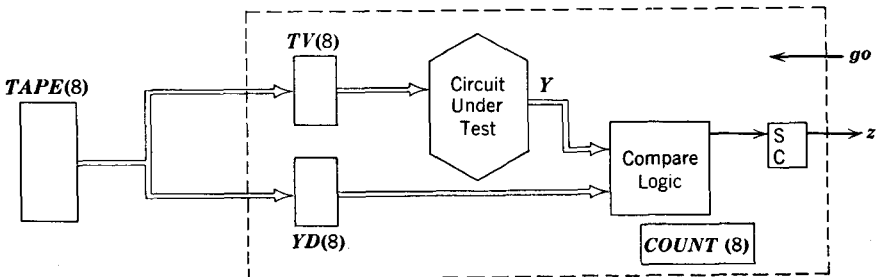 TV(8)
go
TAPE(8)
Circuit
Under
Test
Y
S
C
z
Compare
Logic
YD(8)
COUNT (8)